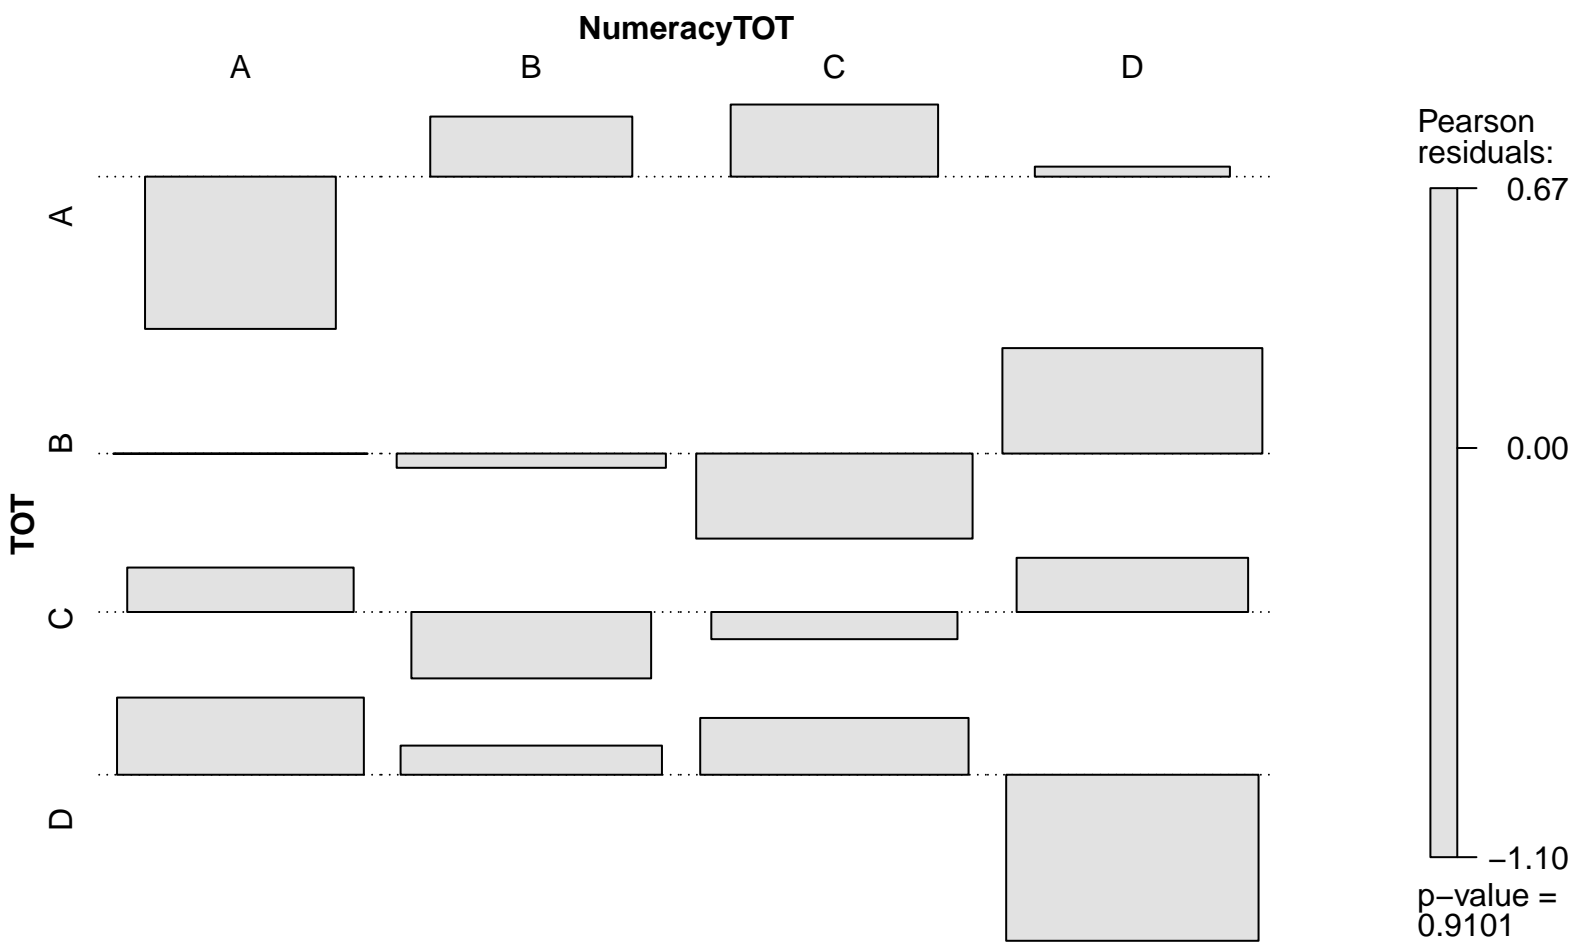 NumeracyTOT
A B C D
TOT
A
B
C
D
Pearson
residuals:
0.67
0.00
−1.10
p−value =
0.9101